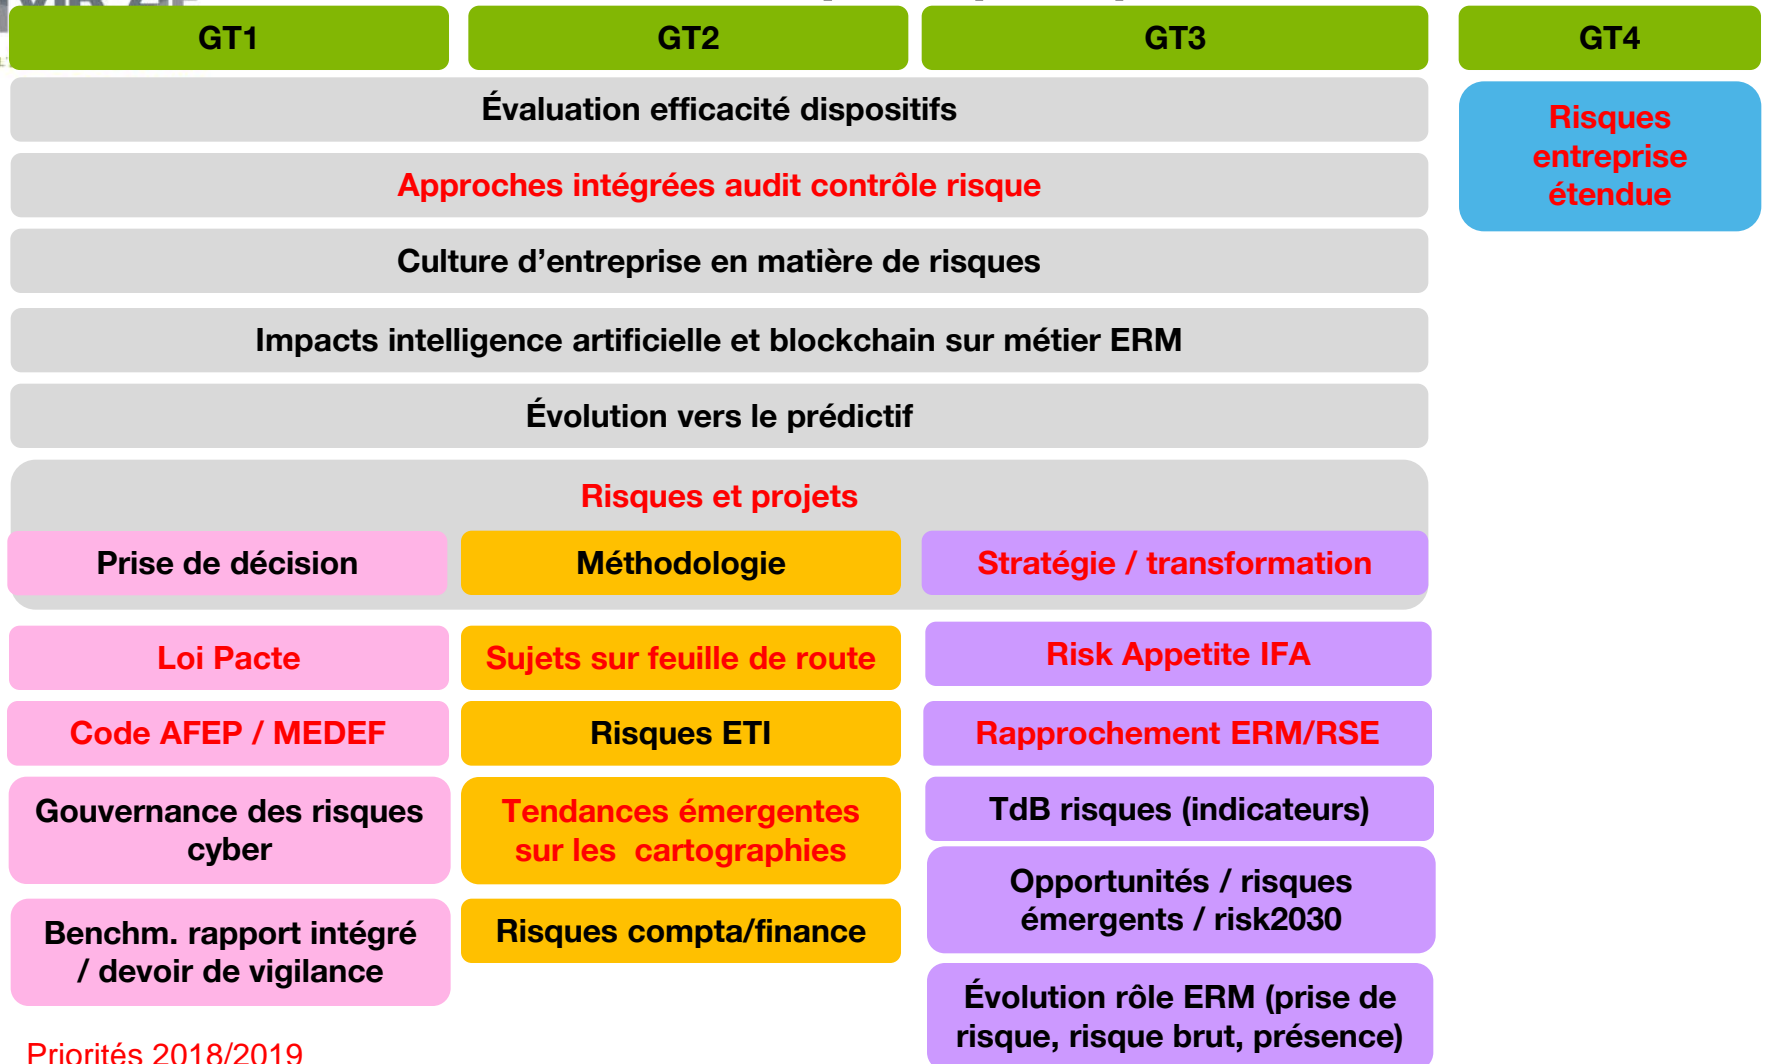 GT1
GT2
GT3
GT4
Évaluation efficacité dispositifs
Risques
entreprise
étendue
Approches intégrées audit contrôle risque
Culture d’entreprise en matière de risques
Impacts intelligence artificielle et blockchain sur métier ERM
Évolution vers le prédictif
Risques et projets
Prise de décision
Méthodologie
Stratégie / transformation
Loi Pacte
Sujets sur feuille de route
Risk Appetite IFA
Code AFEP / MEDEF
Risques ETI
Rapprochement ERM/RSE
Gouvernance des risques
cyber
Tendances émergentes
sur les cartographies
TdB risques (indicateurs)
Opportunités / risques
émergents / risk2030
Benchm. rapport intégré
/ devoir de vigilance
Risques compta/finance
Évolution rôle ERM (prise de
risque, risque brut, présence)
Priorités 2018/2019